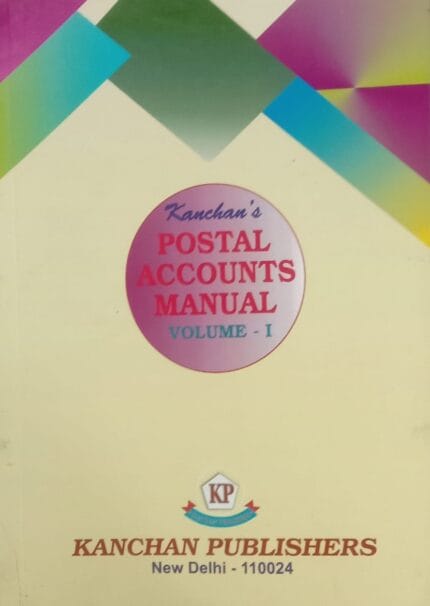 Kanchan's
POSTAL
ACCOUNTS
MANUAL
VOLUME - I
KP
KANCHAN PUBLISHERS
New Delhi - 110024